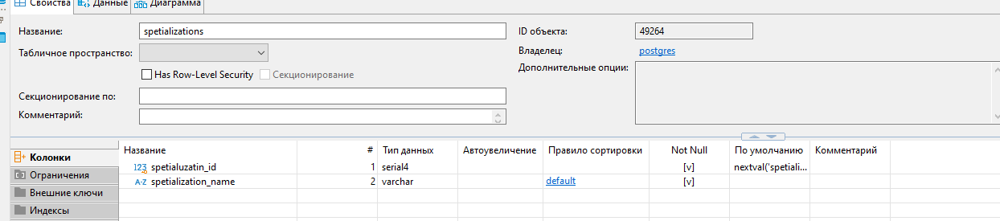 Свойства Данные Диаграмма
Название: spetializations ID объекта: 49264
Табличное пространство: Владелец: postgres
Has Row-Level Security Секционирование Дополнительные опции:
Секционирование по:
Комментарий:
Колонки
Ограничения
Внешние ключи
Индексы
Название # Тип данных Автоувеличение Правило сортировки Not Null По умолчанию Комментарий
123 spetialuzatin_id 1 serial4 [v] nextval('spetiali...
A-Z spetialization_name 2 varchar default [v]